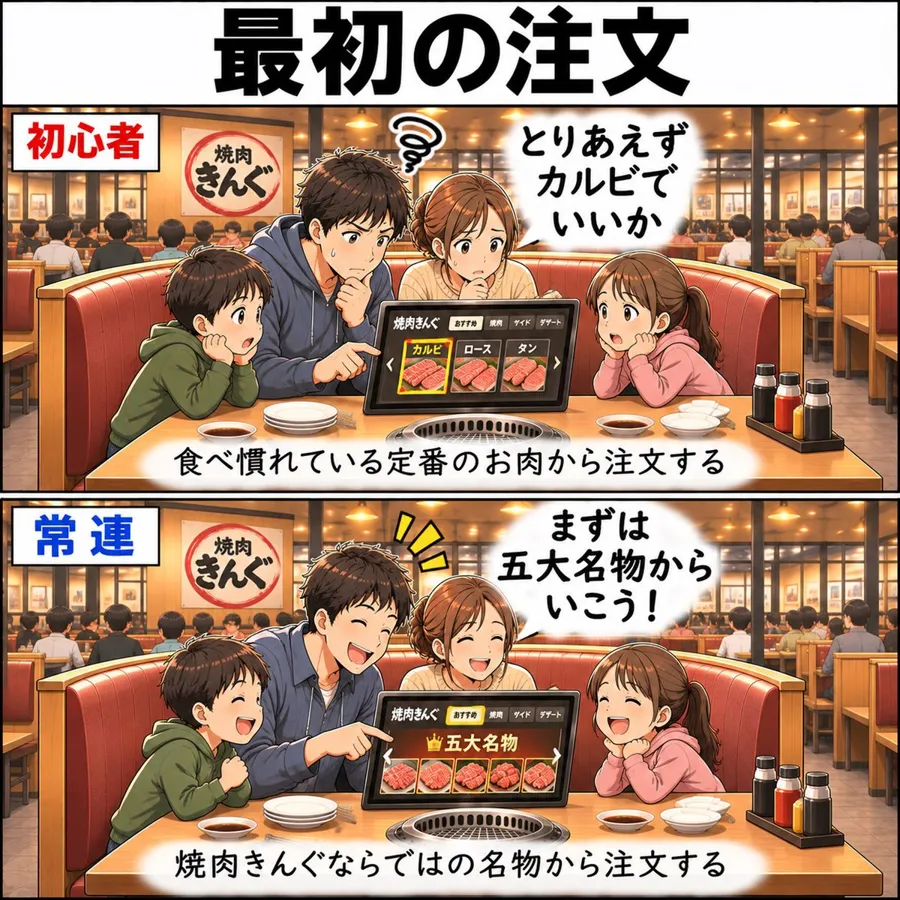 最初の注文
初心者
焼肉
きんぐ
とりあえず
カルビで
いいか
焼肉きんぐ おすすめ 焼肉 サイド デザート
カルビ ロース タン
食べ慣れている定番のお肉から注文する
常連
焼肉
きんぐ
まずは
五大名物から
いこう!
焼肉きんぐ おすすめ 焼肉 サイド デザート
五大名物
焼肉きんぐならではの名物から注文する